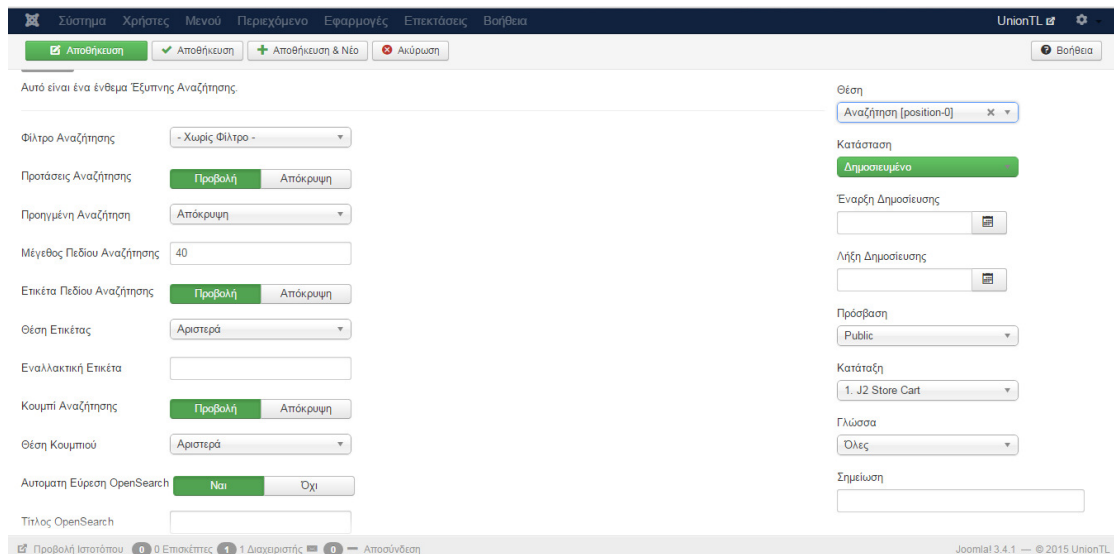 Σύστημα Χρήστες Μενού Περιεχόμενο Εφαρμογές Επεκτάσεις Βοήθεια UnionTL
Αποθήκευση Αποθήκευση Αποθήκευση & Νέο Ακύρωση Βοήθεια
Αυτό είναι ένα ένθεμα Έξυπνης Αναζήτησης.
Φίλτρο Αναζήτησης - Χωρίς Φίλτρο -
Προτάσεις Αναζήτησης Προβολή Απόκρυψη
Προηγμένη Αναζήτηση Απόκρυψη
Μέγεθος Πεδίου Αναζήτησης 40
Ετικέτα Πεδίου Αναζήτησης Προβολή Απόκρυψη
Θέση Ετικέτας Αριστερά
Εναλλακτική Ετικέτα
Κουμπί Αναζήτησης Προβολή Απόκρυψη
Θέση Κουμπιού Αριστερά
Αυτοματη Εύρεση OpenSearch Ναι Όχι
Τίτλος OpenSearch
Θέση
Αναζήτηση [position-0]
Κατάσταση
Δημοσιευμένο
Έναρξη Δημοσίευσης
Λήξη Δημοσίευσης
Πρόσβαση
Public
Κατάταξη
1. J2 Store Cart
Γλώσσα
Όλες
Σημείωση
Προβολή Ιστοτόπου 0 0 Επισκέπτες 1 1 Διαχειριστής 0 Αποσύνδεση Joomla! 3.4.1 — © 2015 UnionTL